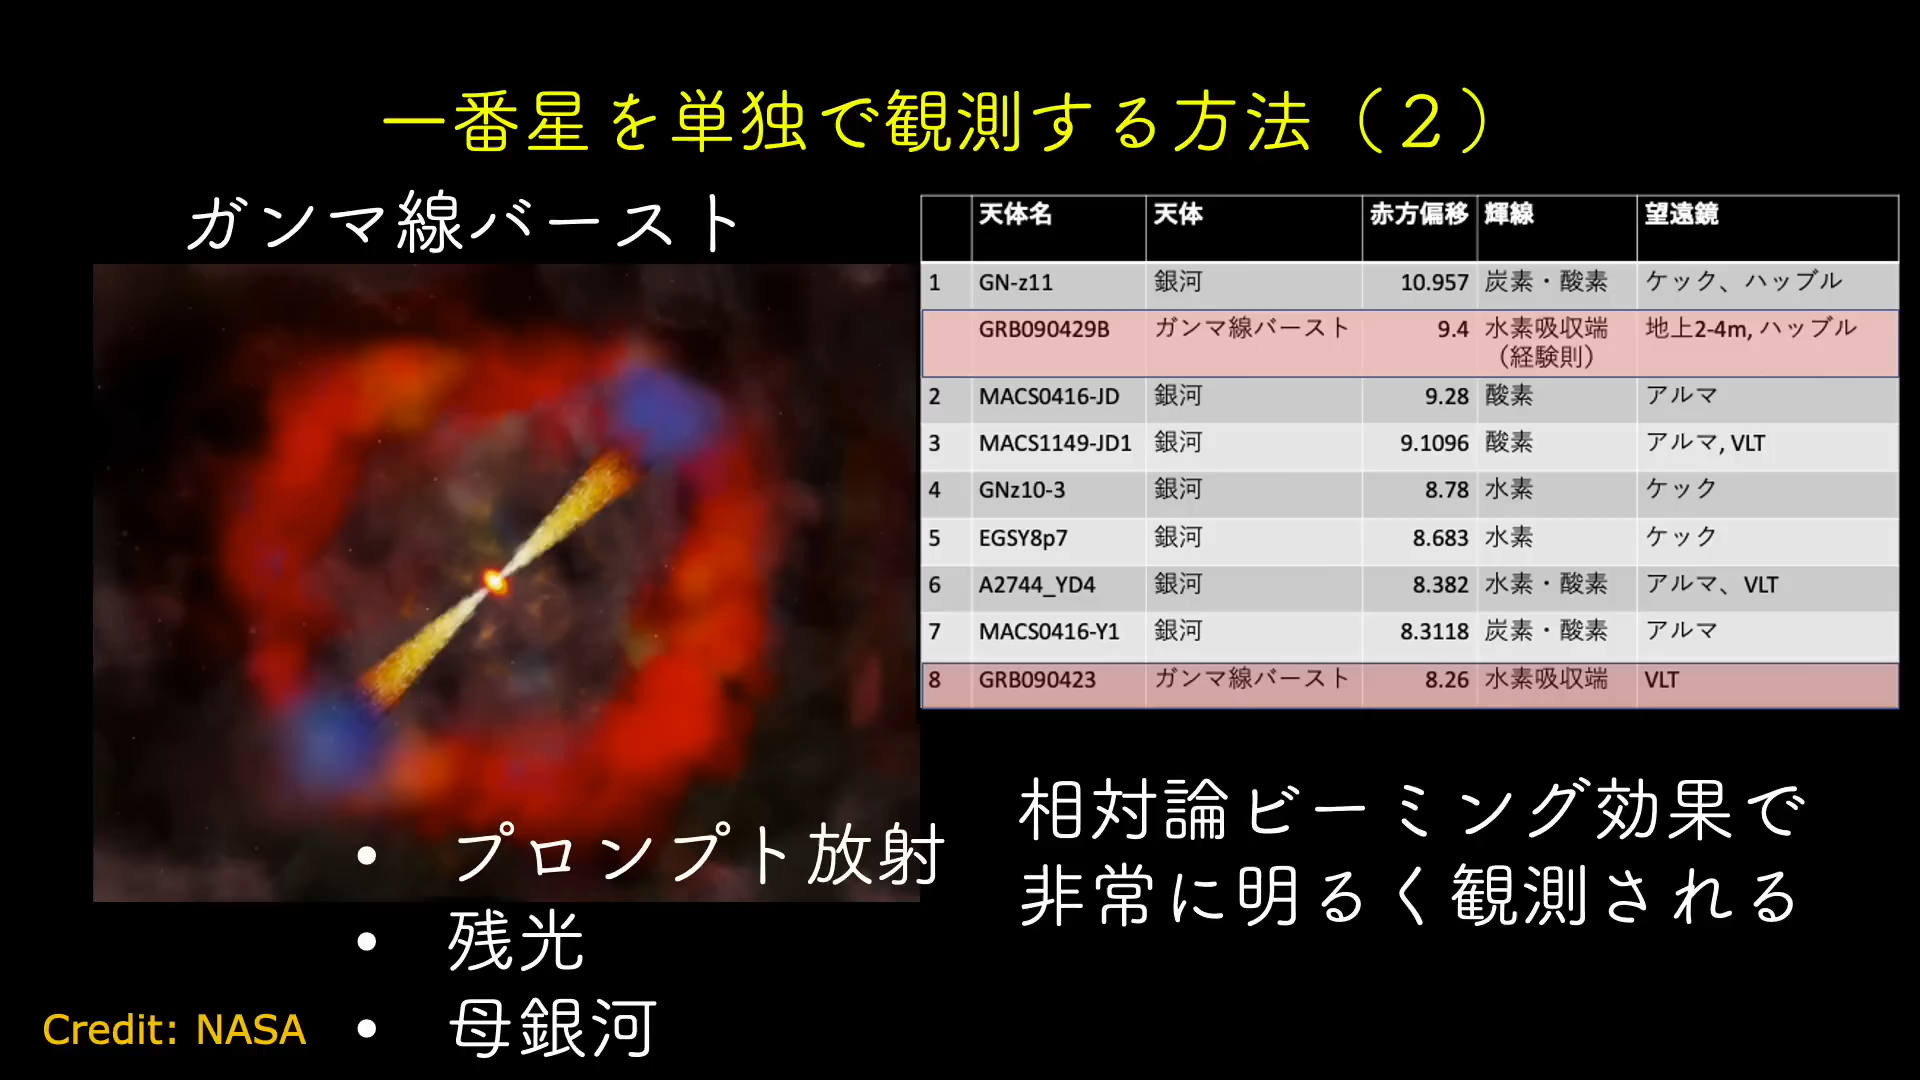 一番星を単独で観測する方法（２）
ガンマ線バースト
天体名 天体 赤方偏移 輝線 望遠鏡
1 GN-z11 銀河 10.957 炭素・酸素 ケック、ハッブル
GRB090429B ガンマ線バースト 9.4 水素吸収端 地上2-4m, ハッブル
（経験則）
2 MACS0416-JD 銀河 9.28 酸素 アルマ
3 MACS1149-JD1 銀河 9.1096 酸素 アルマ, VLT
4 GNz10-3 銀河 8.78 水素 ケック
5 EGSY8p7 銀河 8.683 水素 ケック
6 A2744_YD4 銀河 8.382 水素・酸素 アルマ、VLT
7 MACS0416-Y1 銀河 8.3118 炭素・酸素 アルマ
8 GRB090423 ガンマ線バースト 8.26 水素吸収端 VLT
• プロンプト放射
• 残光
• 母銀河
相対論ビーミング効果で
非常に明るく観測される
Credit: NASA